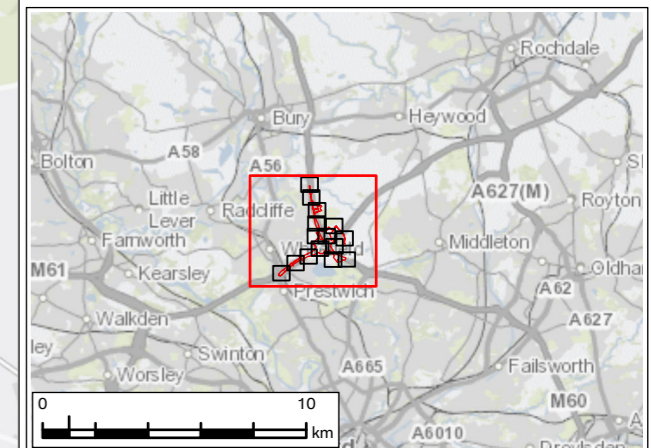 Rochdale
Bury
Heywood
A58
Bolton
A56
A627(M)
Little
Lever
Radcliffe
Royton
Farnworth
Middleton
M61
Kearsley
Oldha
A62
Prestwich
Walkden
A627
ley
Swinton
A665
Failsworth
Worsley
M60
0
10
km
A6010